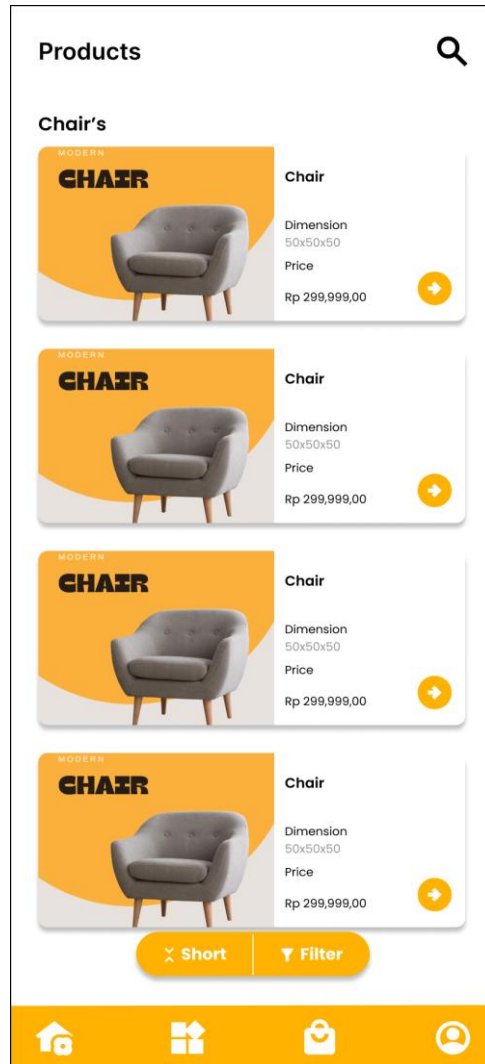 Products
Chair's
MODERN
CHAIR
Chair
Dimension
50x50x50
Price
Rp 299,999,00
MODERN
CHAIR
Chair
Dimension
50x50x50
Price
Rp 299,999,00
MODERN
CHAIR
Chair
Dimension
50x50x50
Price
Rp 299,999,00
MODERN
CHAIR
Chair
Dimension
50x50x50
Price
Rp 299,999,00
Short Filter